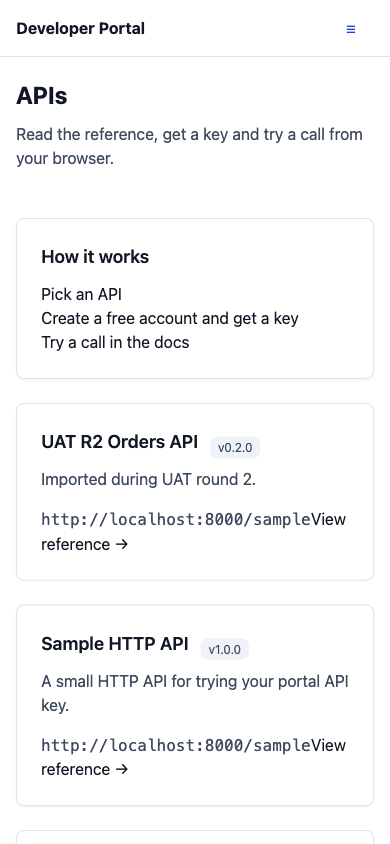 Developer Portal ≡
APIs
Read the reference, get a key and try a call from
your browser.
How it works
Pick an API
Create a free account and get a key
Try a call in the docs
UAT R2 Orders API v0.2.0
Imported during UAT round 2.
http://localhost:8000/sampleView
reference →
Sample HTTP API v1.0.0
A small HTTP API for trying your portal API
key.
http://localhost:8000/sampleView
reference →